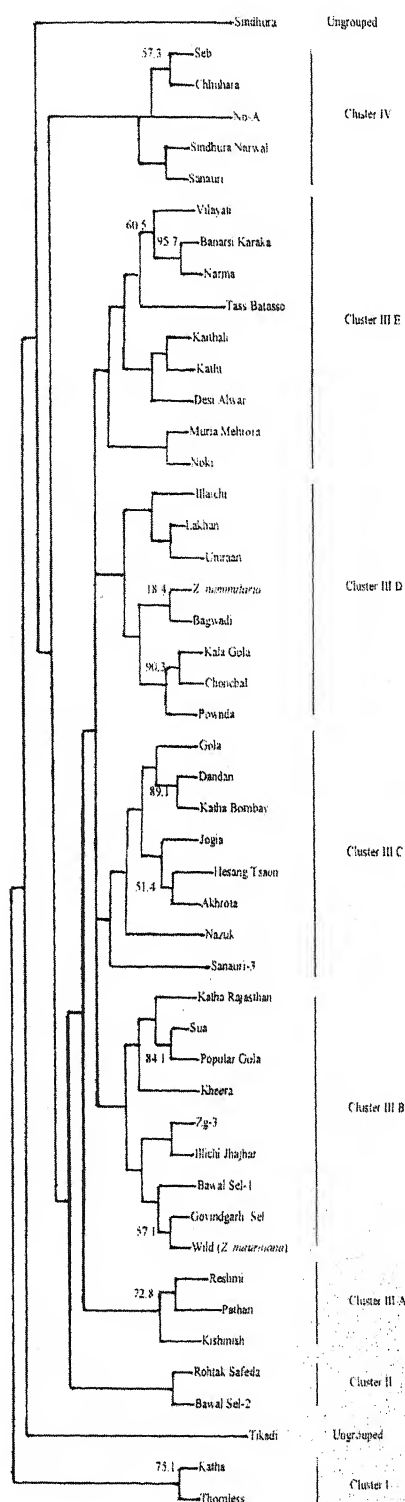 Sindhura Ungrouped
57.3 Seb
Chhuhara
No-A Cluster IV
Sindhura Narwal
Sanauri
Vilayati
60.5
95.7 Banarsi Karaka
Narma
Tass Batasso
Cluster III E
Kaithali
Kathi
Desi Alwar
Muria Mehrora
Noki
Illaichi
Lakhan
Umraan
Cluster III D
18.4 Z nummularia
Bagwadi
Kala Gola
90.3
Chonchal
Pownda
Gola
Dandan
89.1
Katha Bombay
Jogia
Cluster III C
Hesang Tsaon
51.4
Akhrota
Nazuk
Sanauri-3
Katha Rajasthan
Sua
84.1 Popular Gola
Kheera
Cluster III B
Zg-3
Illichi Jhajhar
Bawal Sel-1
Govindgarh Sel
57.1
Wild (Z mauritiana)
Reshmi
72.8
Pathan Cluster III A
Kishmish
Rohtak Safeda
Cluster II
Bawal Sel-2
Tikadi Ungrouped
75.1 Katha
Cluster I
Thornless